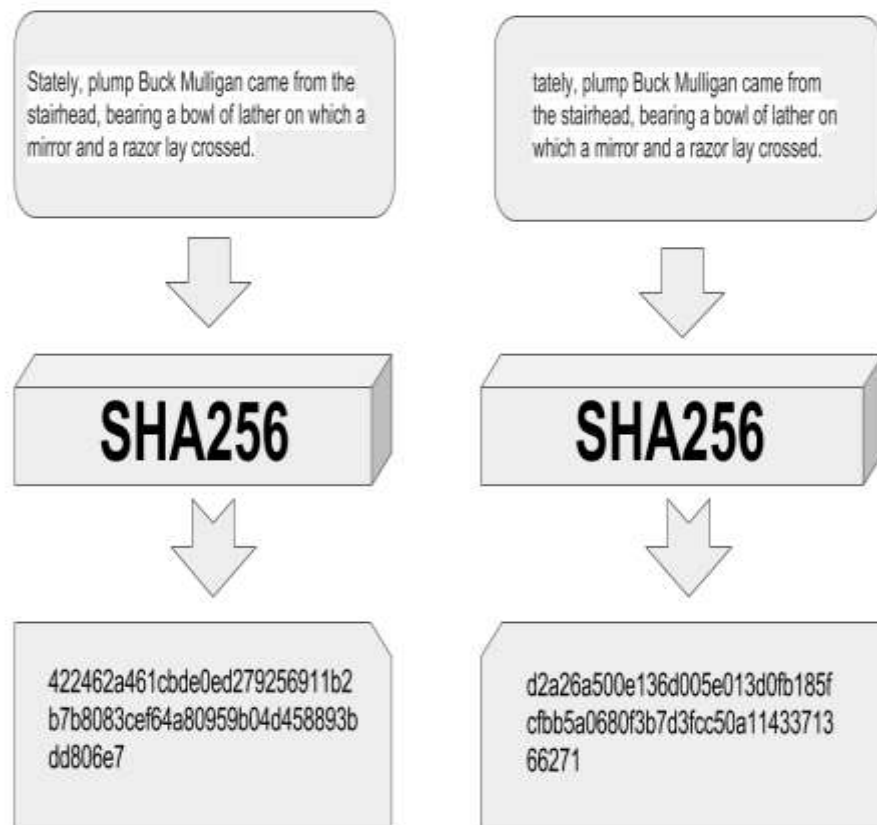 Stately, plump Buck Mulligan came from the
stairhead, bearing a bowl of lather on which a
mirror and a razor lay crossed.
SHA256
422462a461cbde0ed279256911b2
b7b8083cef64a80959b04d458893b
dd806e7
tately, plump Buck Mulligan came from
the stairhead, bearing a bowl of lather on
which a mirror and a razor lay crossed.
SHA256
d2a26a500e136d005e013d0fb185f
cfbb5a0680f3b7d3fcc50a11433713
66271